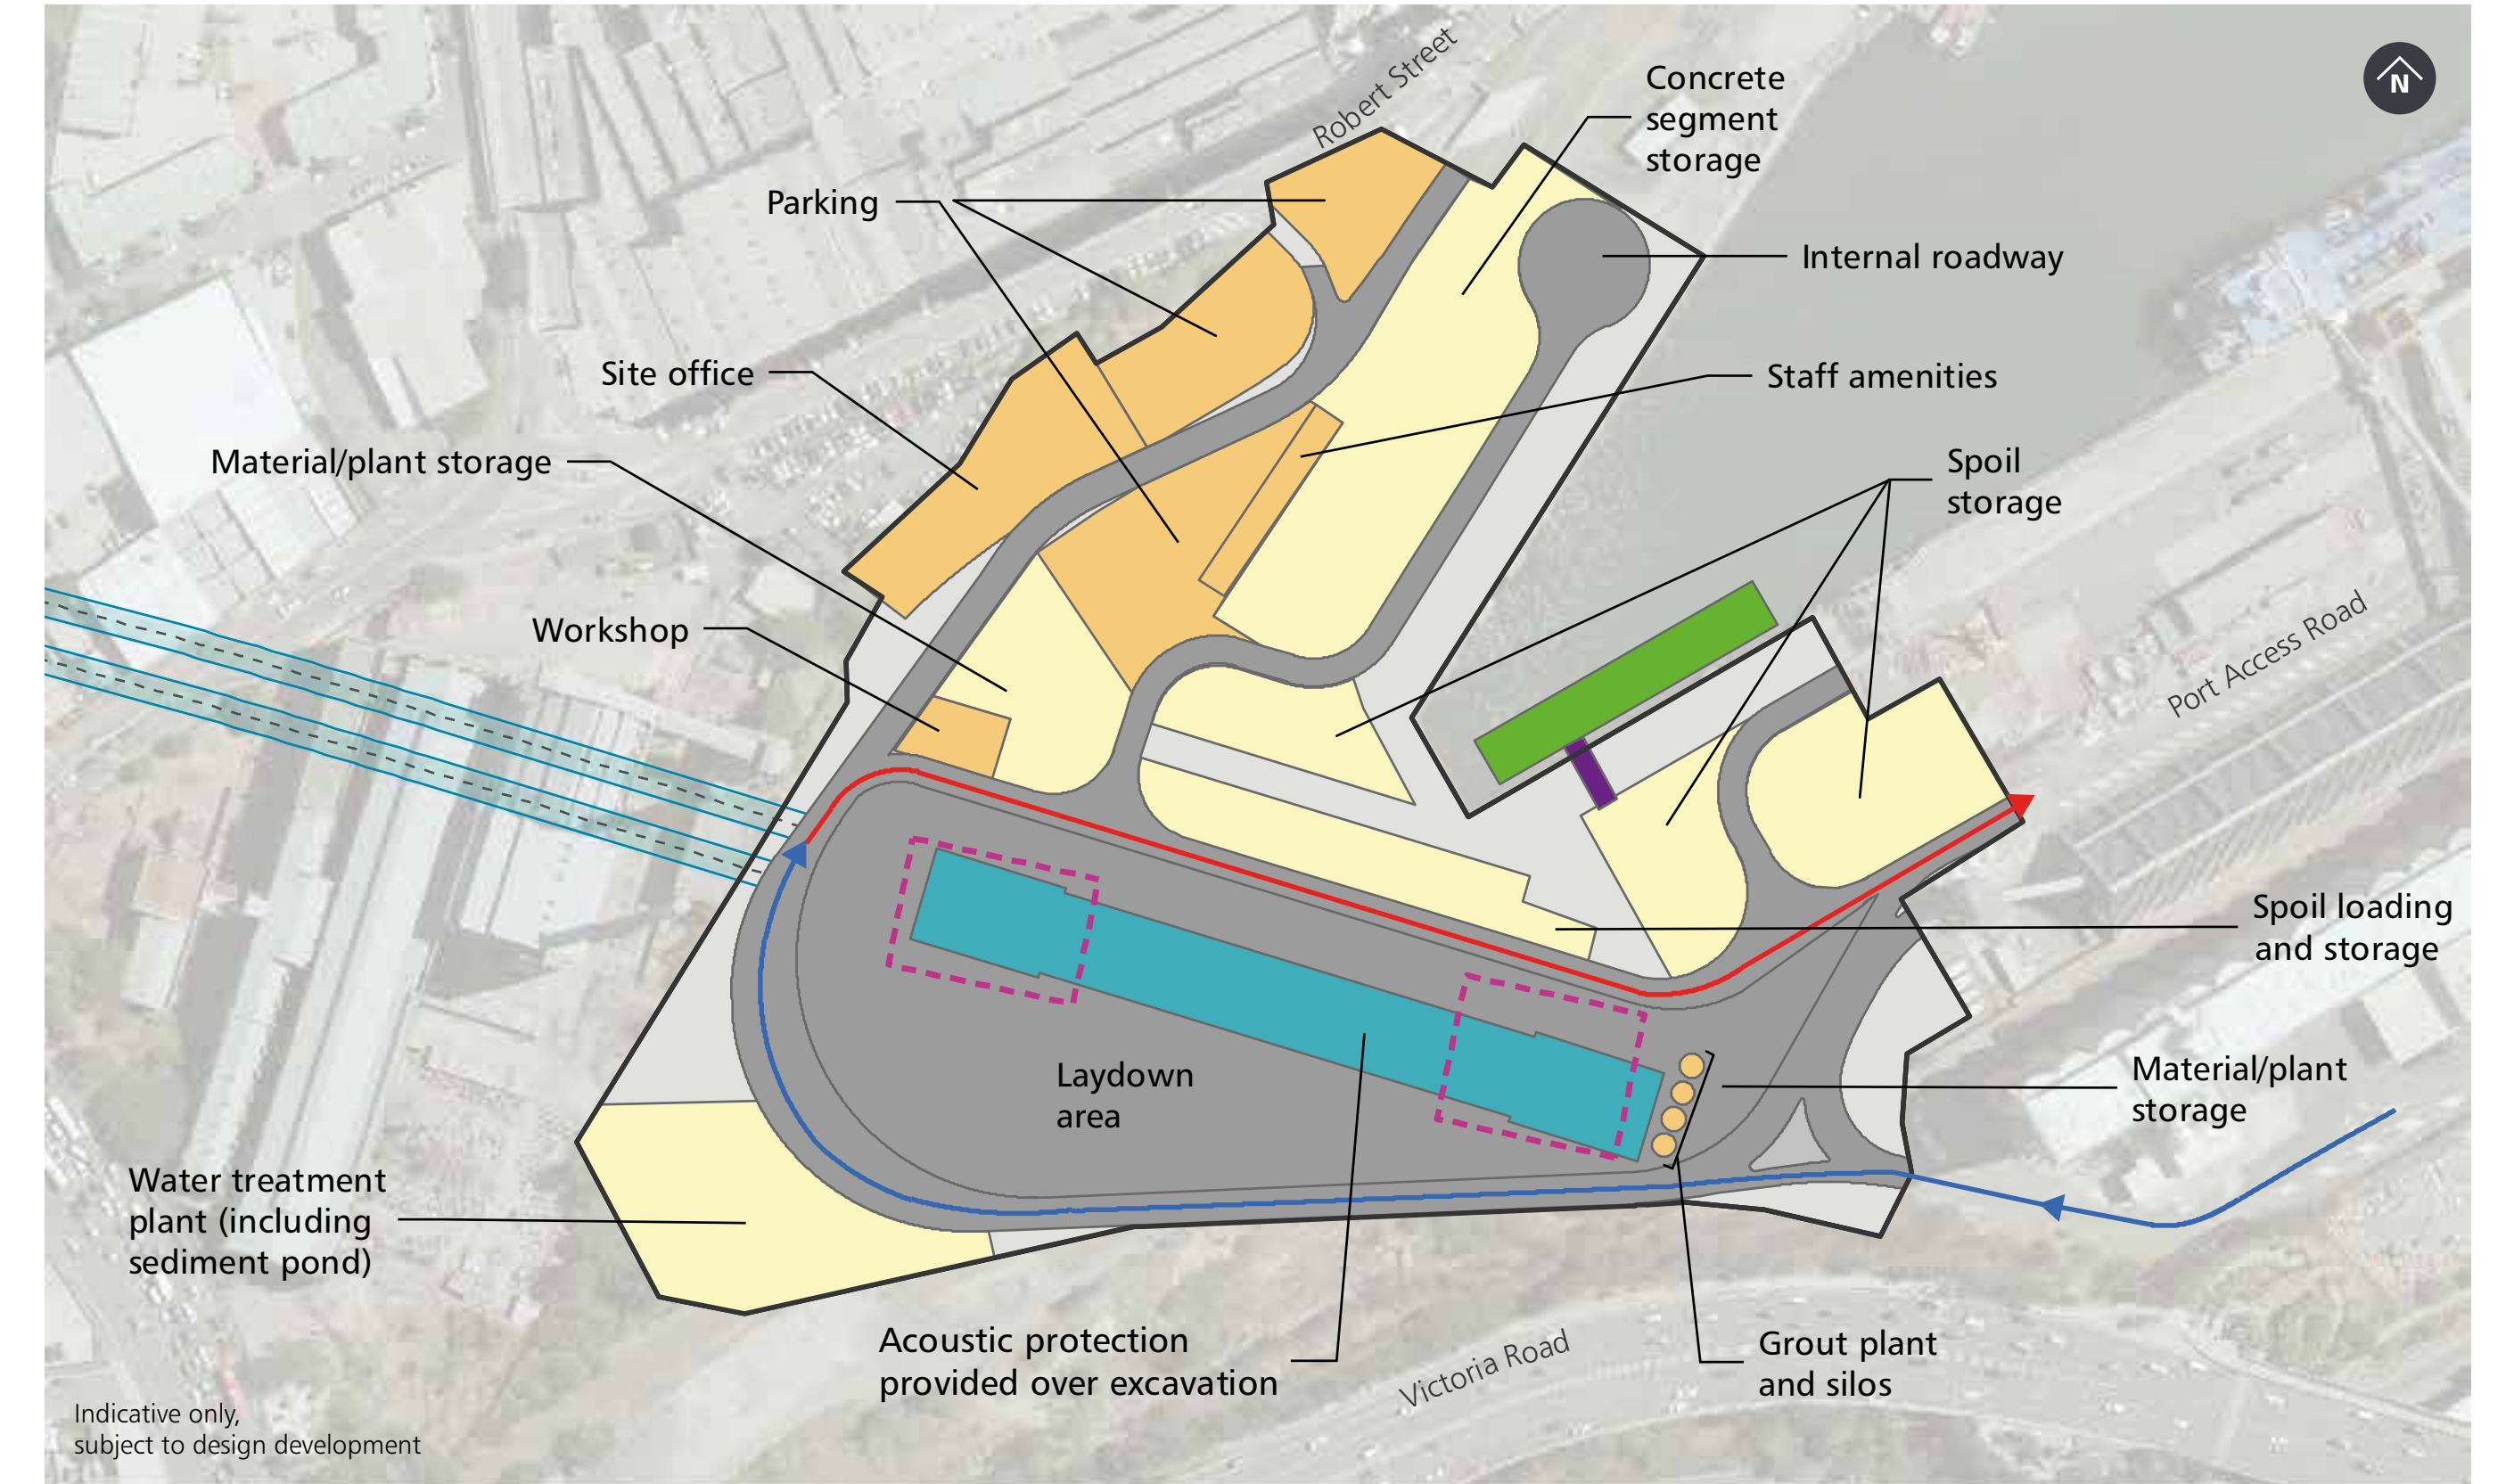 Robert Street
Concrete
segment
storage
N
Parking
Internal roadway
Site office
Staff amenities
Material/plant storage
Spoil
storage
Workshop
Port Access Road
Spoil loading
and storage
Laydown
area
Material/plant
storage
Water treatment
plant (including
sediment pond)
Acoustic protection
provided over excavation
Grout plant
and silos
Victoria Road
Indicative only,
subject to design development